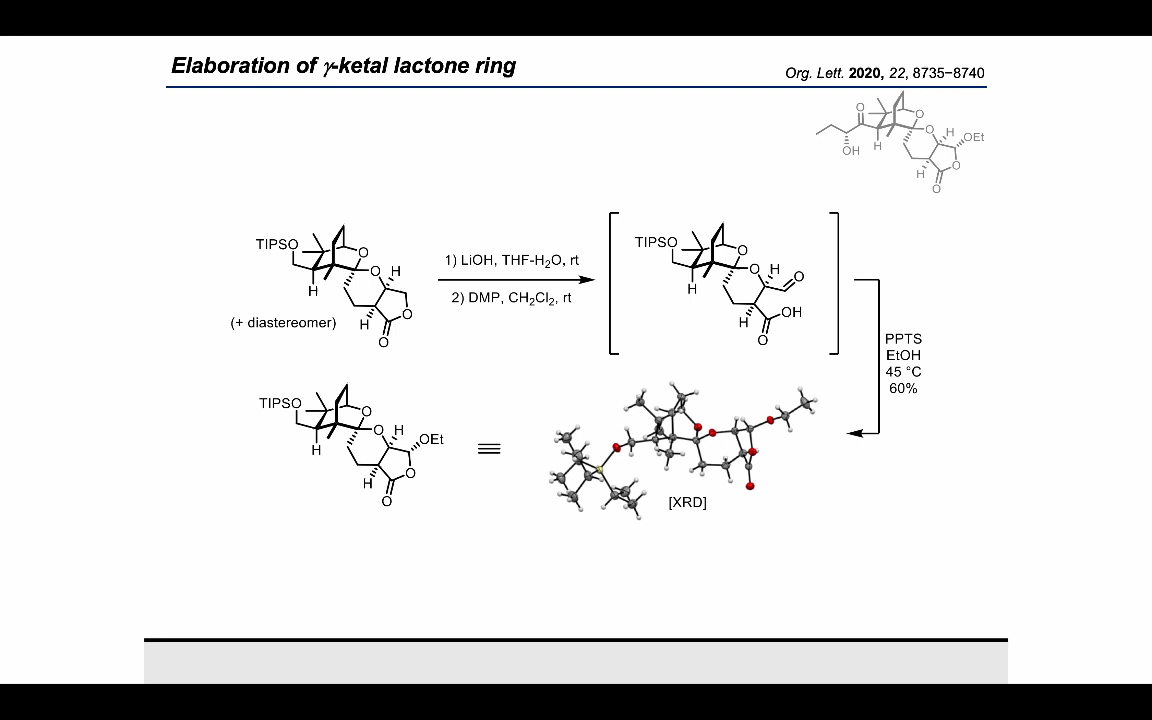 Elaboration of γ-ketal lactone ring
Org. Lett. 2020, 22, 8735−8740
O
O
O
H
OEt
OH
H
O
H
O
TIPSO
O
O
H
H
(+ diastereomer)
H
O
O
1) LiOH, THF-H₂O, rt
2) DMP, CH₂Cl₂, rt
TIPSO
O
O
H
O
H
H
OH
O
PPTS
EtOH
45 °C
60%
TIPSO
O
O
H
OEt
H
H
O
O
[XRD]